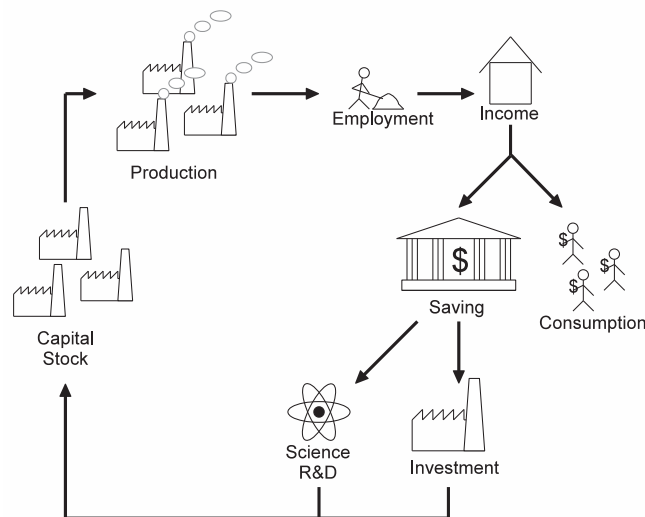 Production
Employment
Income
$
Saving
$
$
$
Consumption
Capital
Stock
Science
R&D
Investment